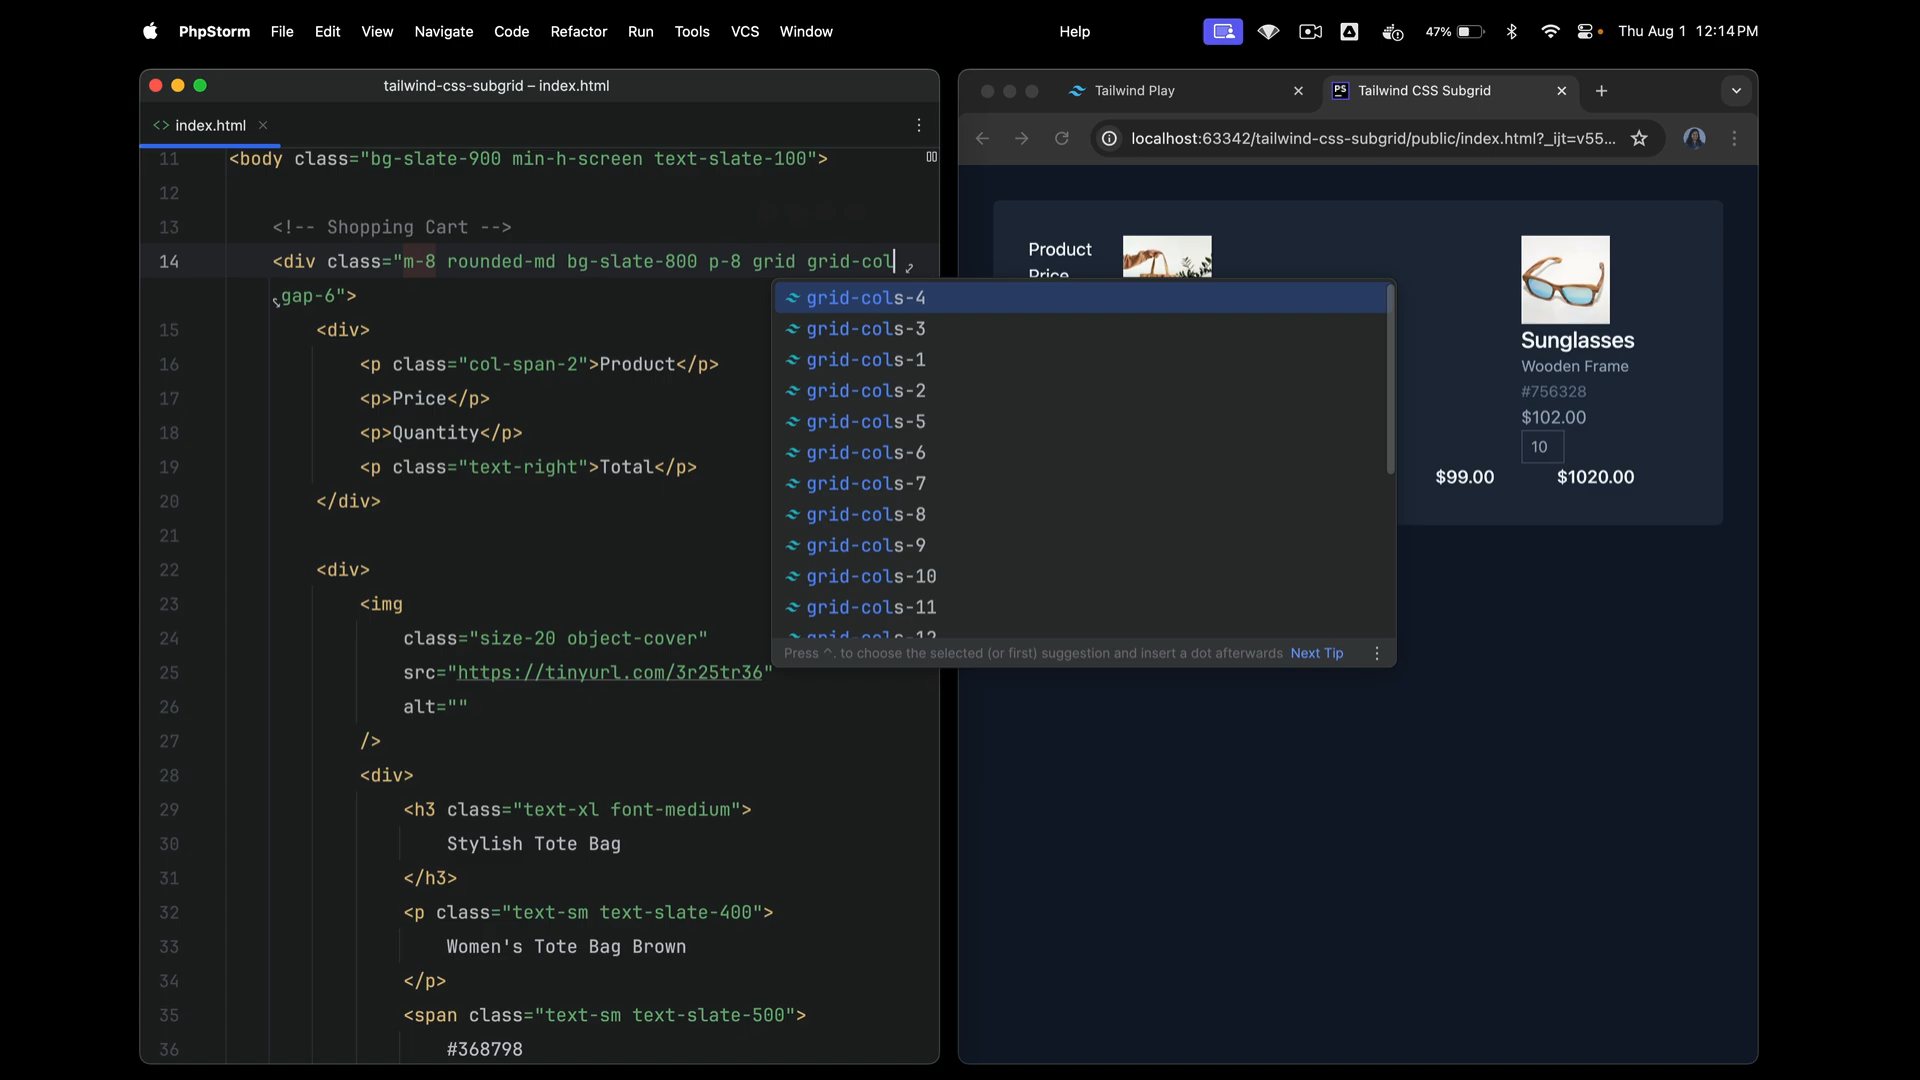 PhpStorm File Edit View Navigate Code Refactor Run Tools VCS Window Help 47% Thu Aug 1 12:14 PM
tailwind-css-subgrid – index.html
index.html
11 <body class="bg-slate-900 min-h-screen text-slate-100">
12
13 <!-- Shopping Cart -->
14 <div class="m-8 rounded-md bg-slate-800 p-8 grid grid-col
gap-6">
15 <div>
16 <p class="col-span-2">Product</p>
17 <p>Price</p>
18 <p>Quantity</p>
19 <p class="text-right">Total</p>
20 </div>
21
22 <div>
23 <img
24 class="size-20 object-cover"
25 src="https://tinyurl.com/3r25tr36"
26 alt=""
27 />
28 <div>
29 <h3 class="text-xl font-medium">
30 Stylish Tote Bag
31 </h3>
32 <p class="text-sm text-slate-400">
33 Women's Tote Bag Brown
34 </p>
35 <span class="text-sm text-slate-500">
36 #368798
grid-cols-4
grid-cols-3
grid-cols-1
grid-cols-2
grid-cols-5
grid-cols-6
grid-cols-7
grid-cols-8
grid-cols-9
grid-cols-10
grid-cols-11
grid-cols-12
Press ^. to choose the selected (or first) suggestion and insert a dot afterwards Next Tip
Tailwind Play
PS Tailwind CSS Subgrid
localhost:63342/tailwind-css-subgrid/public/index.html?_ijt=v55...
Product
Price
Sunglasses
Wooden Frame
#756328
$102.00
10
$99.00 $1020.00